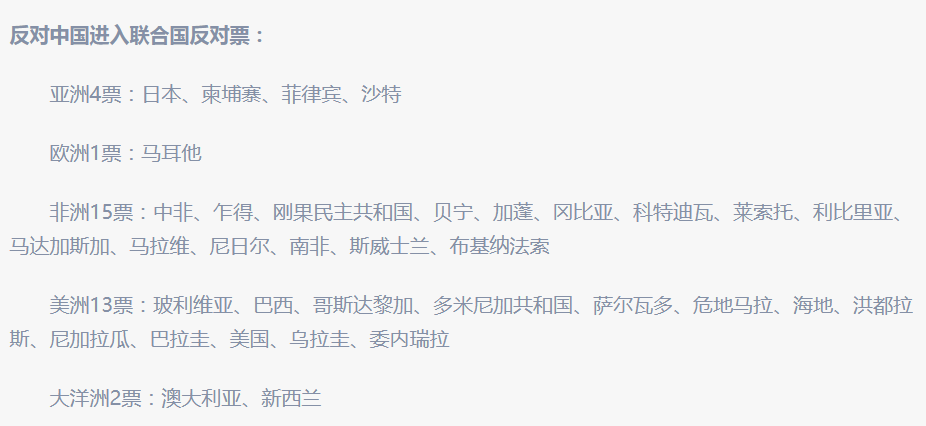 反对中国进入联合国反对票：
亚洲4票：日本、柬埔寨、菲律宾、沙特
欧洲1票：马耳他
非洲15票：中非、乍得、刚果民主共和国、贝宁、加蓬、冈比亚、科特迪瓦、莱索托、利比里亚、
马达加斯加、马拉维、尼日尔、南非、斯威士兰、布基纳法索
美洲13票：玻利维亚、巴西、哥斯达黎加、多米尼加共和国、萨尔瓦多、危地马拉、海地、洪都拉
斯、尼加拉瓜、巴拉圭、美国、乌拉圭、委内瑞拉
大洋洲2票：澳大利亚、新西兰